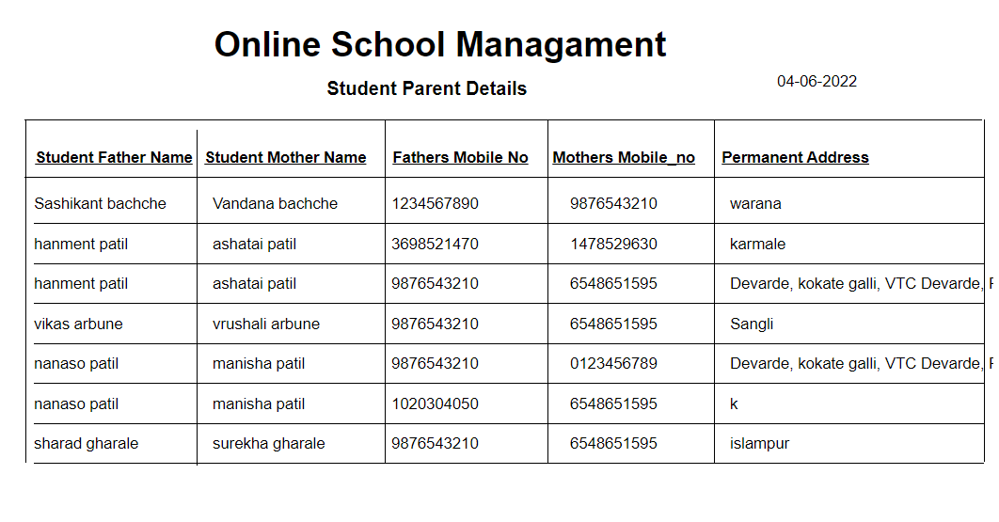 Online School Managament
Student Parent Details
04-06-2022
Student Father Name Student Mother Name Fathers Mobile No Mothers Mobile_no Permanent Address
Sashikant bachche Vandana bachche 1234567890 9876543210 warana
hanment patil ashatai patil 3698521470 1478529630 karmale
hanment patil ashatai patil 9876543210 6548651595 Devarde, kokate galli, VTC Devarde,
vikas arbune vrushali arbune 9876543210 6548651595 Sangli
nanaso patil manisha patil 9876543210 0123456789 Devarde, kokate galli, VTC Devarde,
nanaso patil manisha patil 1020304050 6548651595 k
sharad gharale surekha gharale 9876543210 6548651595 islampur